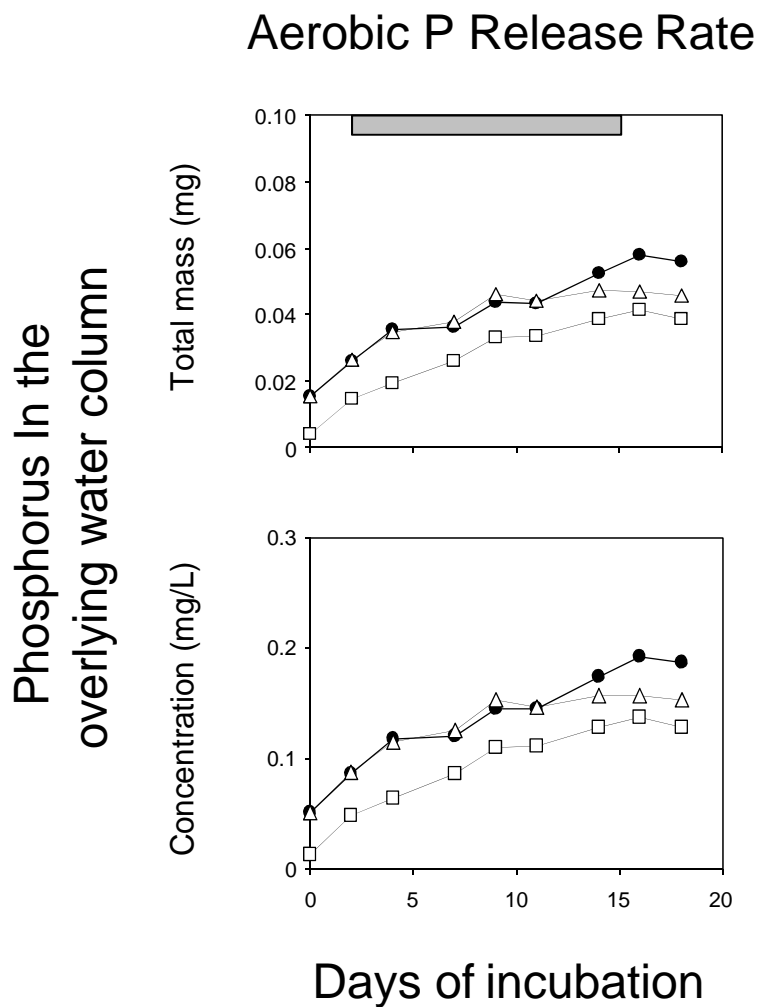 Aerobic P Release Rate
Phosphorus In the
overlying water column
Total mass (mg)
0.10
0.08
0.06
0.04
0.02
0
Concentration (mg/L)
0.3
0.2
0.1
0
0 5 10 15 20
Days of incubation